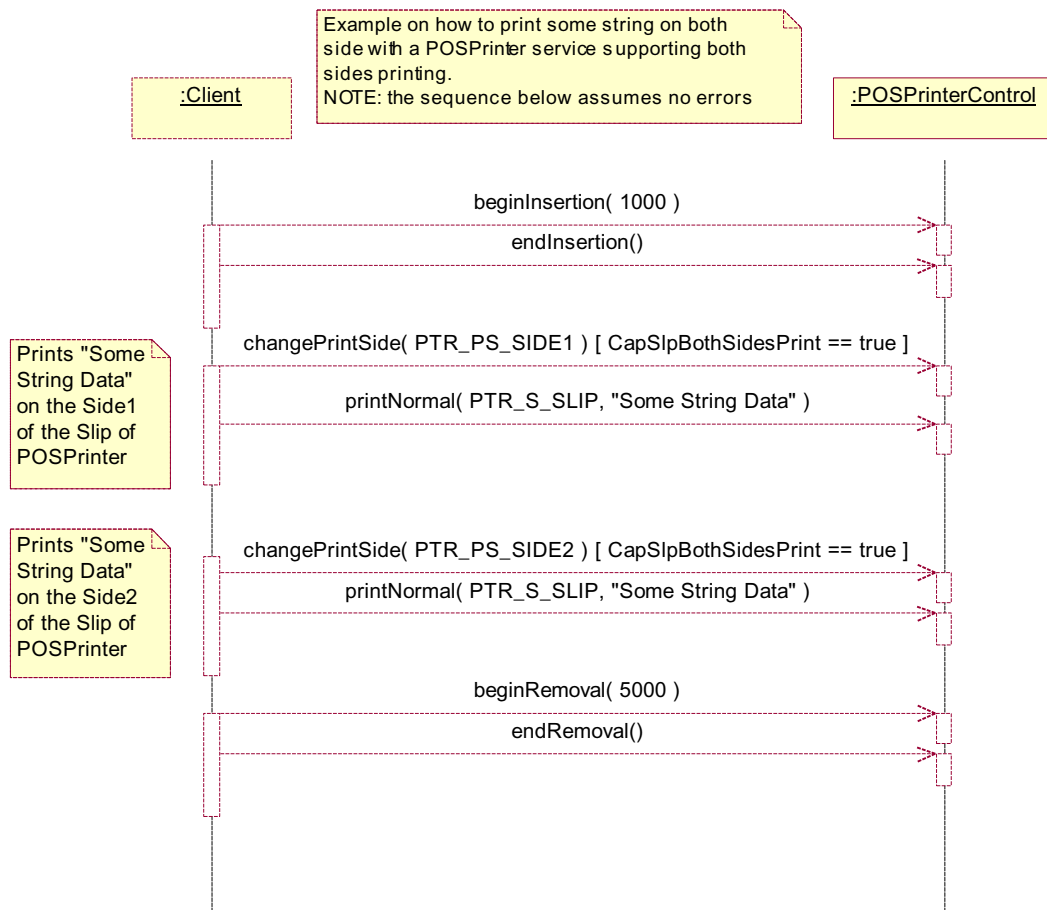 Example on how to print some string on both
side with a POSPrinter service supporting both
sides printing.
NOTE: the sequence below assumes no errors
:Client
:POSPrinterControl
beginInsertion( 1000 )
endInsertion()
changePrintSide( PTR_PS_SIDE1 ) [ CapSlpBothSidesPrint == true ]
Prints "Some
String Data"
on the Side1
of the Slip of
POSPrinter
printNormal( PTR_S_SLIP, "Some String Data" )
changePrintSide( PTR_PS_SIDE2 ) [ CapSlpBothSidesPrint == true ]
Prints "Some
String Data"
on the Side2
of the Slip of
POSPrinter
printNormal( PTR_S_SLIP, "Some String Data" )
beginRemoval( 5000 )
endRemoval()